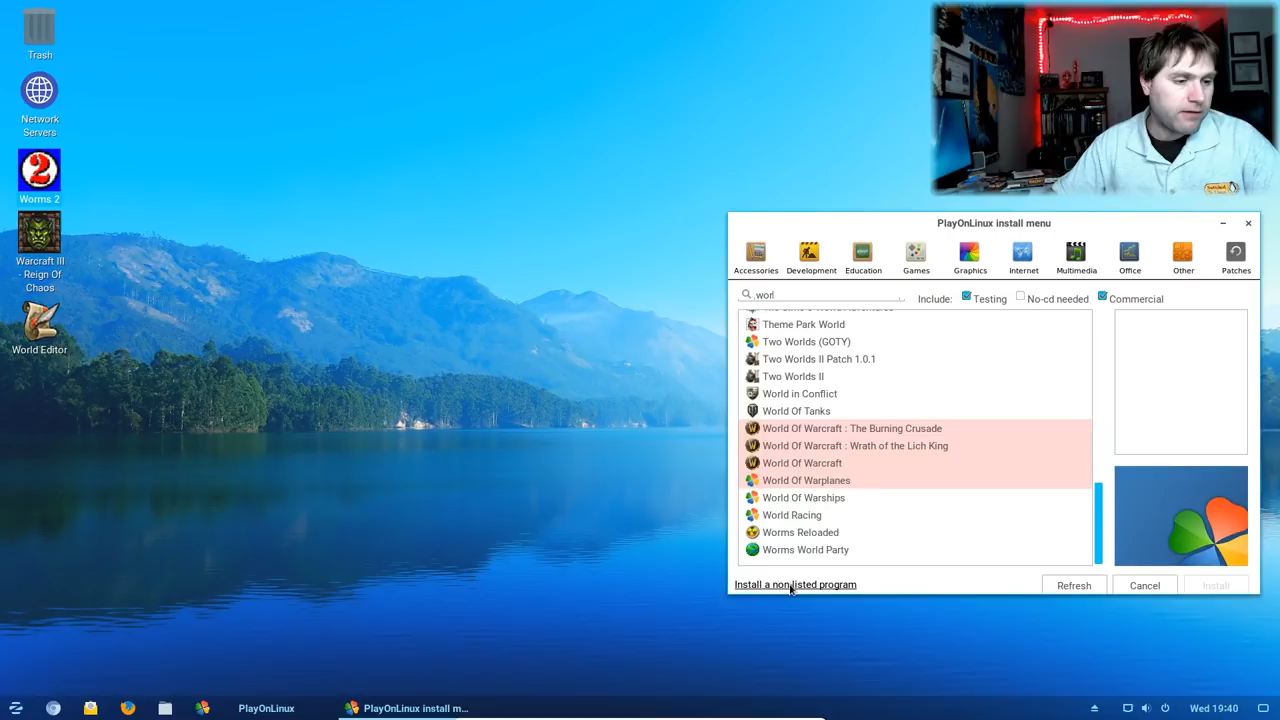 Trash
Network
Servers
2
Worms 2
Warcraft III
- Reign Of
Chaos
World Editor
PlayOnLinux install menu
Accessories
Development
Education
Games
Graphics
Internet
Multimedia
Office
Other
Patches
worl
Include:
Testing
No-cd needed
Commercial
Theme Park World
Two Worlds (GOTY)
Two Worlds II Patch 1.0.1
Two Worlds II
World in Conflict
World Of Tanks
World Of Warcraft : The Burning Crusade
World Of Warcraft : Wrath of the Lich King
World Of Warcraft
World Of Warplanes
World Of Warships
World Racing
Worms Reloaded
Worms World Party
Install a non listed program
Refresh
Cancel
Install
PlayOnLinux
PlayOnLinux install m...
Wed 19:40